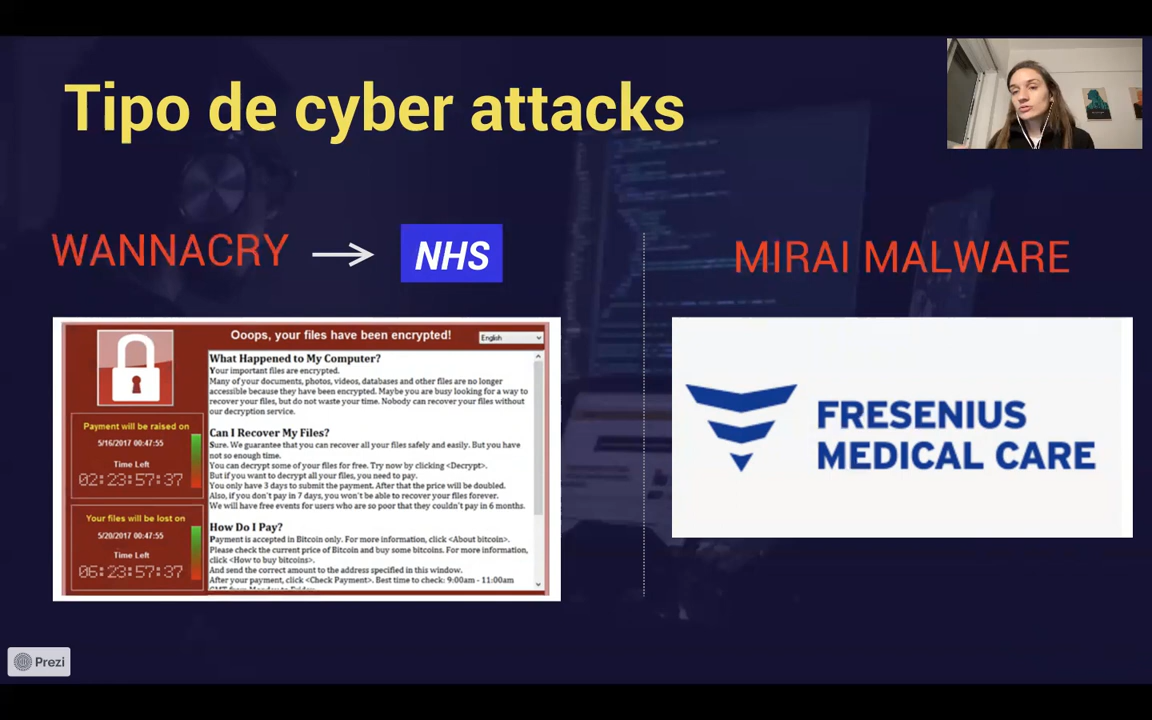 Tipo de cyber attacks
WANNACRY
NHS
MIRAI MALWARE
Ooops, your files have been encrypted!
English
What Happened to My Computer?
Your important files are encrypted.
Many of your documents, photos, videos, databases and other files are no longer
accessible because they have been encrypted. Maybe you are busy looking for a way to
recover your files, but do not waste your time. Nobody can recover your files without
our decryption service.
Can I Recover My Files?
Sure. We guarantee that you can recover all your files safely and easily. But you have
not so enough time.
You can decrypt some of your files for free. Try now by clicking <Decrypt>.
But if you want to decrypt all your files, you need to pay.
You only have 3 days to submit the payment. After that the price will be doubled.
Also, if you don't pay in 7 days, you won't be able to recover your files forever.
We will have free events for users who are so poor that they couldn't pay in 6 months.
How Do I Pay?
Payment is accepted in Bitcoin only. For more information, click <About bitcoin>.
Please check the current price of Bitcoin and buy some bitcoins. For more information,
click <How to buy bitcoins>.
And send the correct amount to the address specified in this window.
After your payment, click <Check Payment>. Best time to check: 9:00am - 11:00am
Payment will be raised on
5/16/2017 00:47:55
Time Left
02:23:57:37
Your files will be lost on
5/20/2017 00:47:55
Time Left
06:23:57:37
FRESENIUS
MEDICAL CARE
Prezi